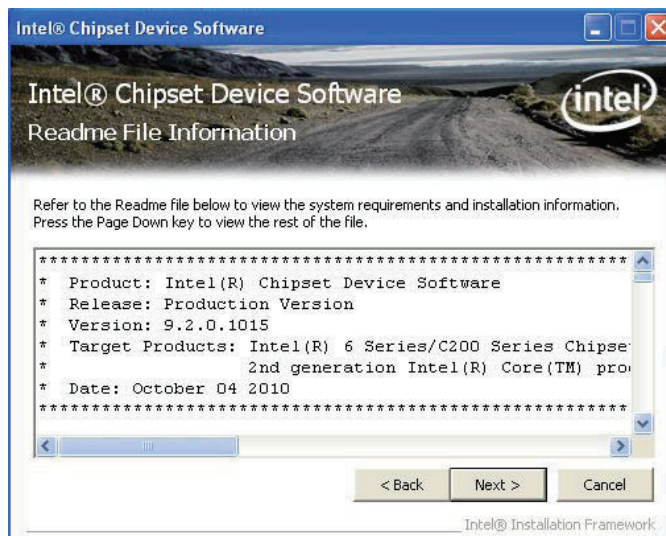 Intel® Chipset Device Software
Intel® Chipset Device Software
intel
Readme File Information
Refer to the Readme file below to view the system requirements and installation information.
Press the Page Down key to view the rest of the file.
********************************************************
* Product: Intel(R) Chipset Device Software
* Release: Production Version
* Version: 9.2.0.1015
* Target Products: Intel(R) 6 Series/C200 Series Chipse
* 2nd generation Intel(R) Core(TM) pro
* Date: October 04 2010
********************************************************
< Back Next > Cancel
Intel® Installation Framework